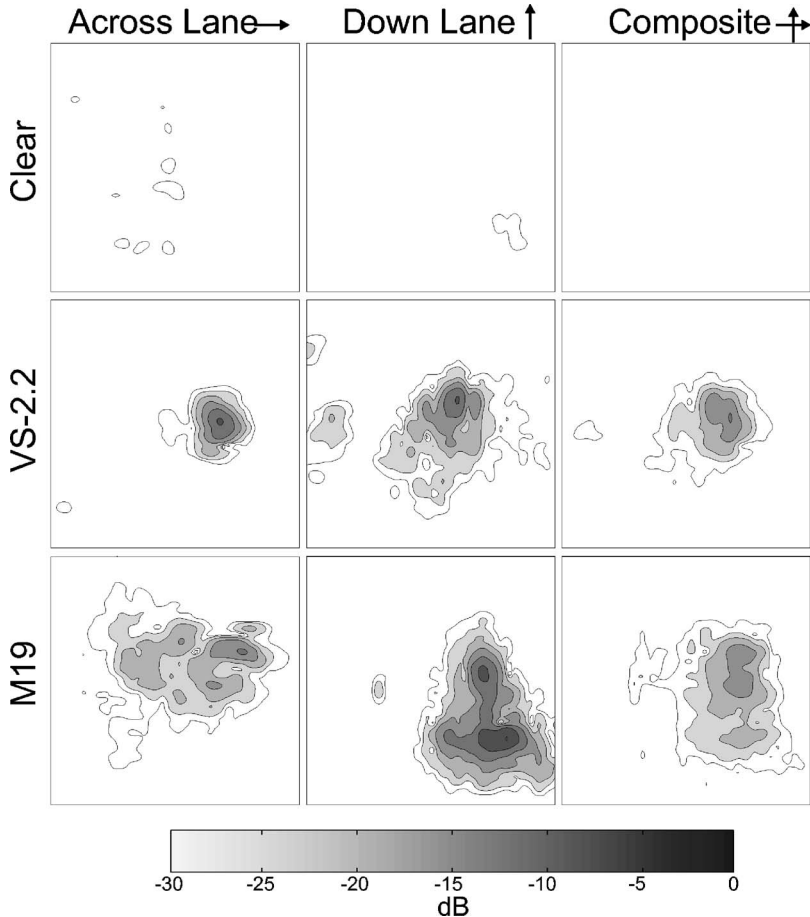 Across Lane
Down Lane
Composite
Clear
VS-2.2
M19
-30 -25 -20 -15 -10 -5 0
dB